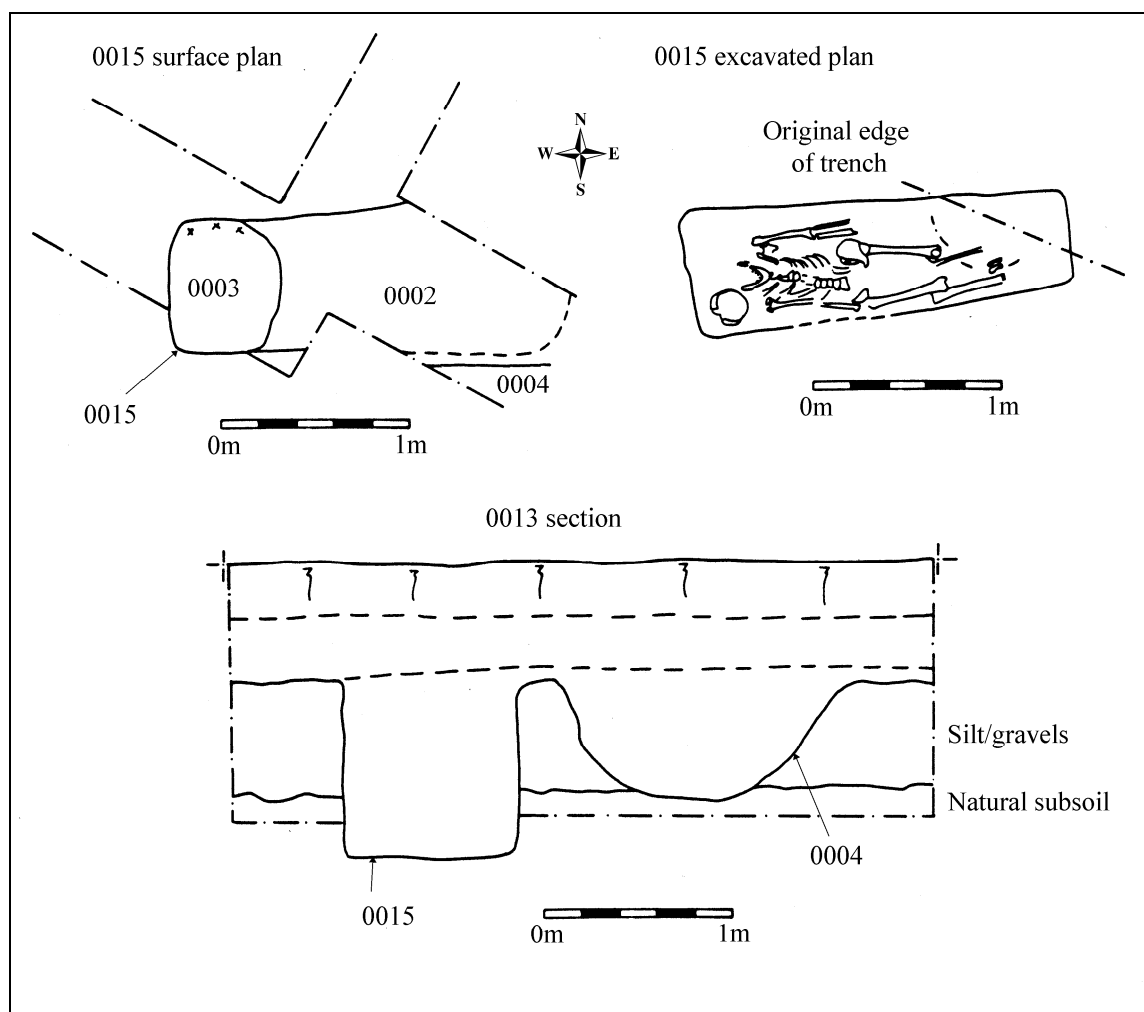 0015 surface plan
0015 excavated plan
N
W E
S
Original edge
of trench
0003
0002
0004
0015
0m 1m
0m 1m
0013 section
Silt/gravels
Natural subsoil
0004
0015
0m 1m